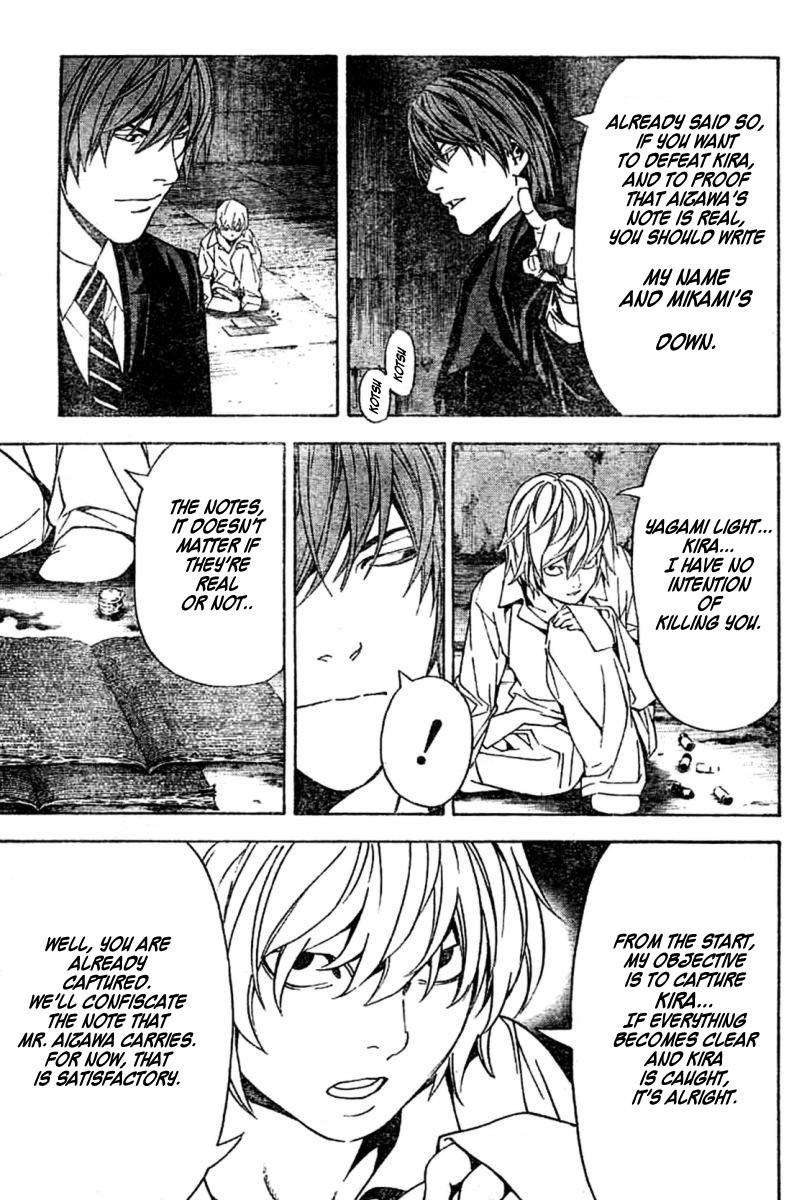 ALREADY SAID SO,
IF YOU WANT
TO DEFEAT KIRA,
AND TO PROOF
THAT AIZAWA'S
NOTE IS REAL,
YOU SHOULD WRITE
MY NAME
AND MIKAMI'S
DOWN.
KOTSU
KOTSU
YAGAMI LIGHT...
KIRA...
I HAVE NO
INTENTION
OF
KILLING YOU.
!
THE NOTES,
IT DOESN'T
MATTER IF
THEY'RE
REAL
OR NOT..
FROM THE START,
MY OBJECTIVE
IS TO CAPTURE
KIRA...
IF EVERYTHING
BECOMES CLEAR
AND KIRA
IS CAUGHT,
IT'S ALRIGHT.
WELL, YOU ARE
ALREADY
CAPTURED.
WE'LL CONFISCATE
THE NOTE THAT
MR. AIZAWA CARRIES.
FOR NOW, THAT
IS SATISFACTORY.